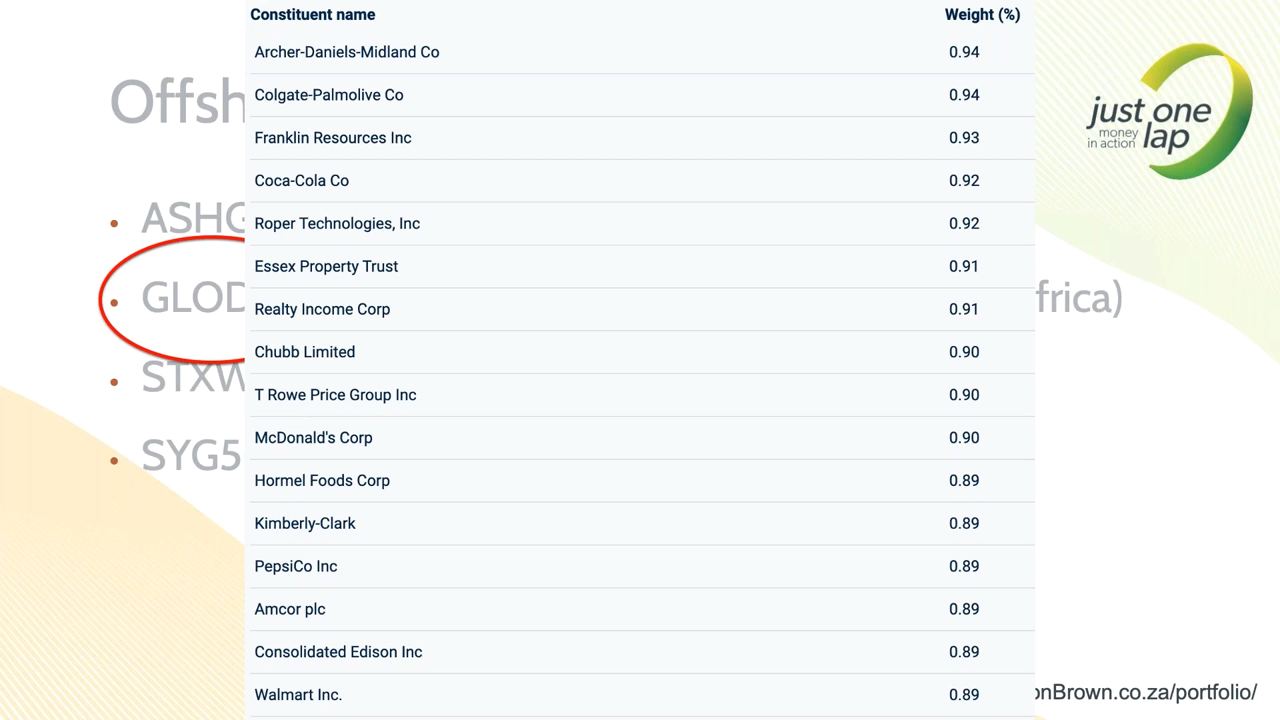 Constituent name Weight (%)
Archer-Daniels-Midland Co 0.94
Colgate-Palmolive Co 0.94
Franklin Resources Inc 0.93
Coca-Cola Co 0.92
Roper Technologies, Inc 0.92
Essex Property Trust 0.91
Realty Income Corp 0.91
Chubb Limited 0.90
T Rowe Price Group Inc 0.90
McDonald's Corp 0.90
Hormel Foods Corp 0.89
Kimberly-Clark 0.89
PepsiCo Inc 0.89
Amcor plc 0.89
Consolidated Edison Inc 0.89
Walmart Inc. 0.89
Offsh
• ASHG
• GLOD
frica)
• STXW
• SYG5
just one lap
money in action
onBrown.co.za/portfolio/